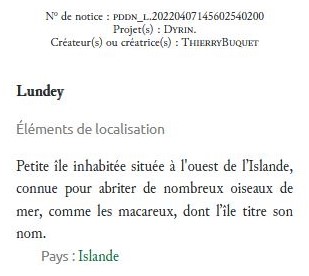 N° de notice : PDDN_L.20220407145602540200
Projet(s) : DYRIN.
Créateur(s) ou créatrice(s) : THIERRYBUQUET
Lundey
Éléments de localisation
Petite île inhabitée située à l'ouest de l'Islande,
connue pour abriter de nombreux oiseaux de
mer, comme les macareux, dont l'île titre son
nom.
Pays : Islande